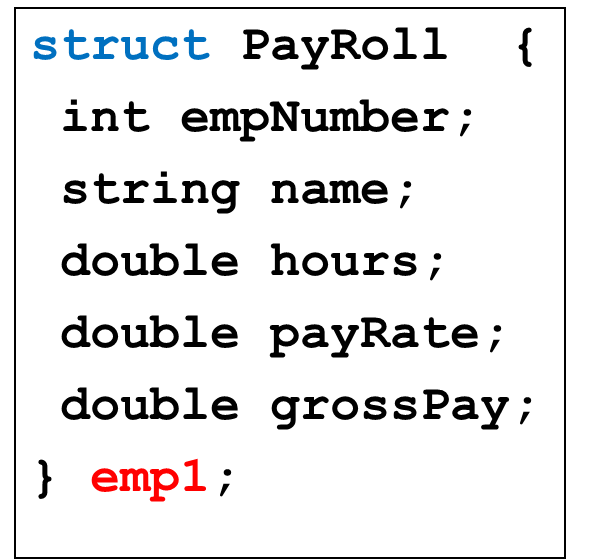 struct PayRoll {
int empNumber;
string name;
double hours;
double payRate;
double grossPay;
} emp1;